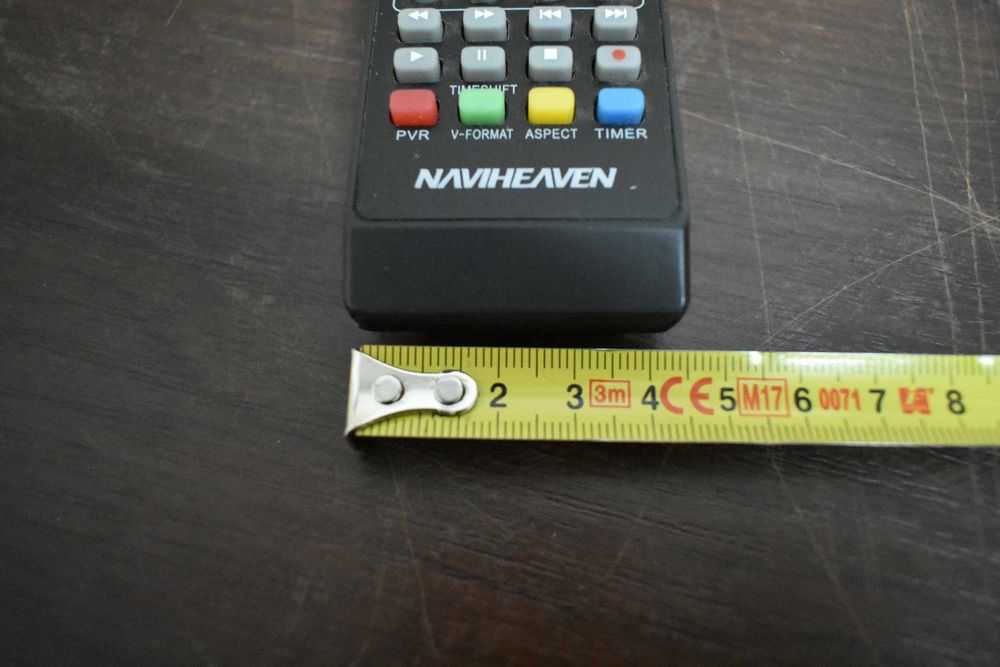 TIMESHIFT
PVR V-FORMAT ASPECT TIMER
NAVIHEAVEN
2 3 3m 4 CE 5 M17 6 0071 7 8